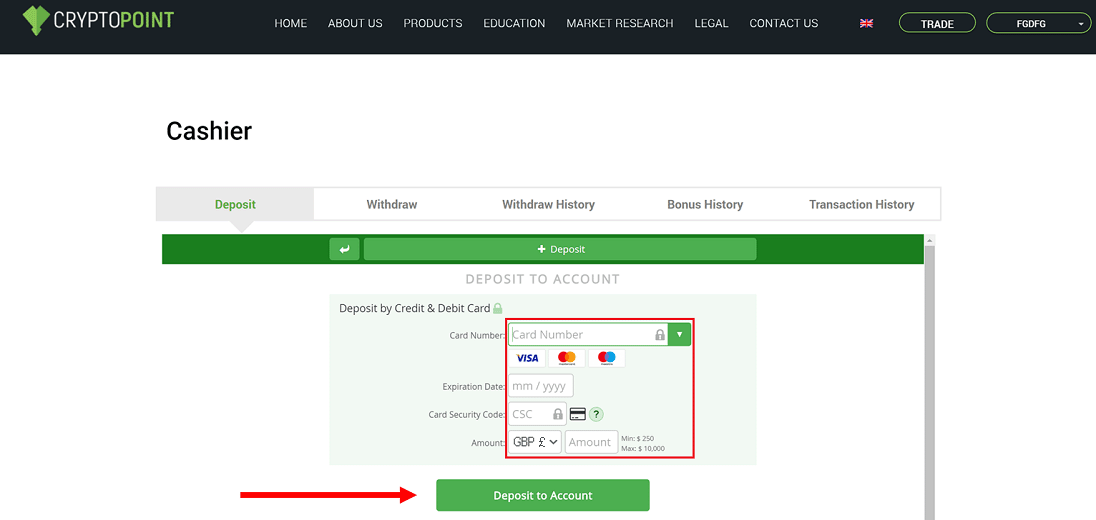 CRYPTOPOINT HOME ABOUT US PRODUCTS EDUCATION MARKET RESEARCH LEGAL CONTACT US TRADE FGDFG
Cashier
Deposit Withdraw Withdraw History Bonus History Transaction History
+ Deposit
DEPOSIT TO ACCOUNT
Deposit by Credit & Debit Card
Card Number: Card Number
VISA
Expiration Date: mm / yyyy
Card Security Code: CSC ?
Amount: GBP £ Amount Min: $ 250
Max: $ 10,000
Deposit to Account